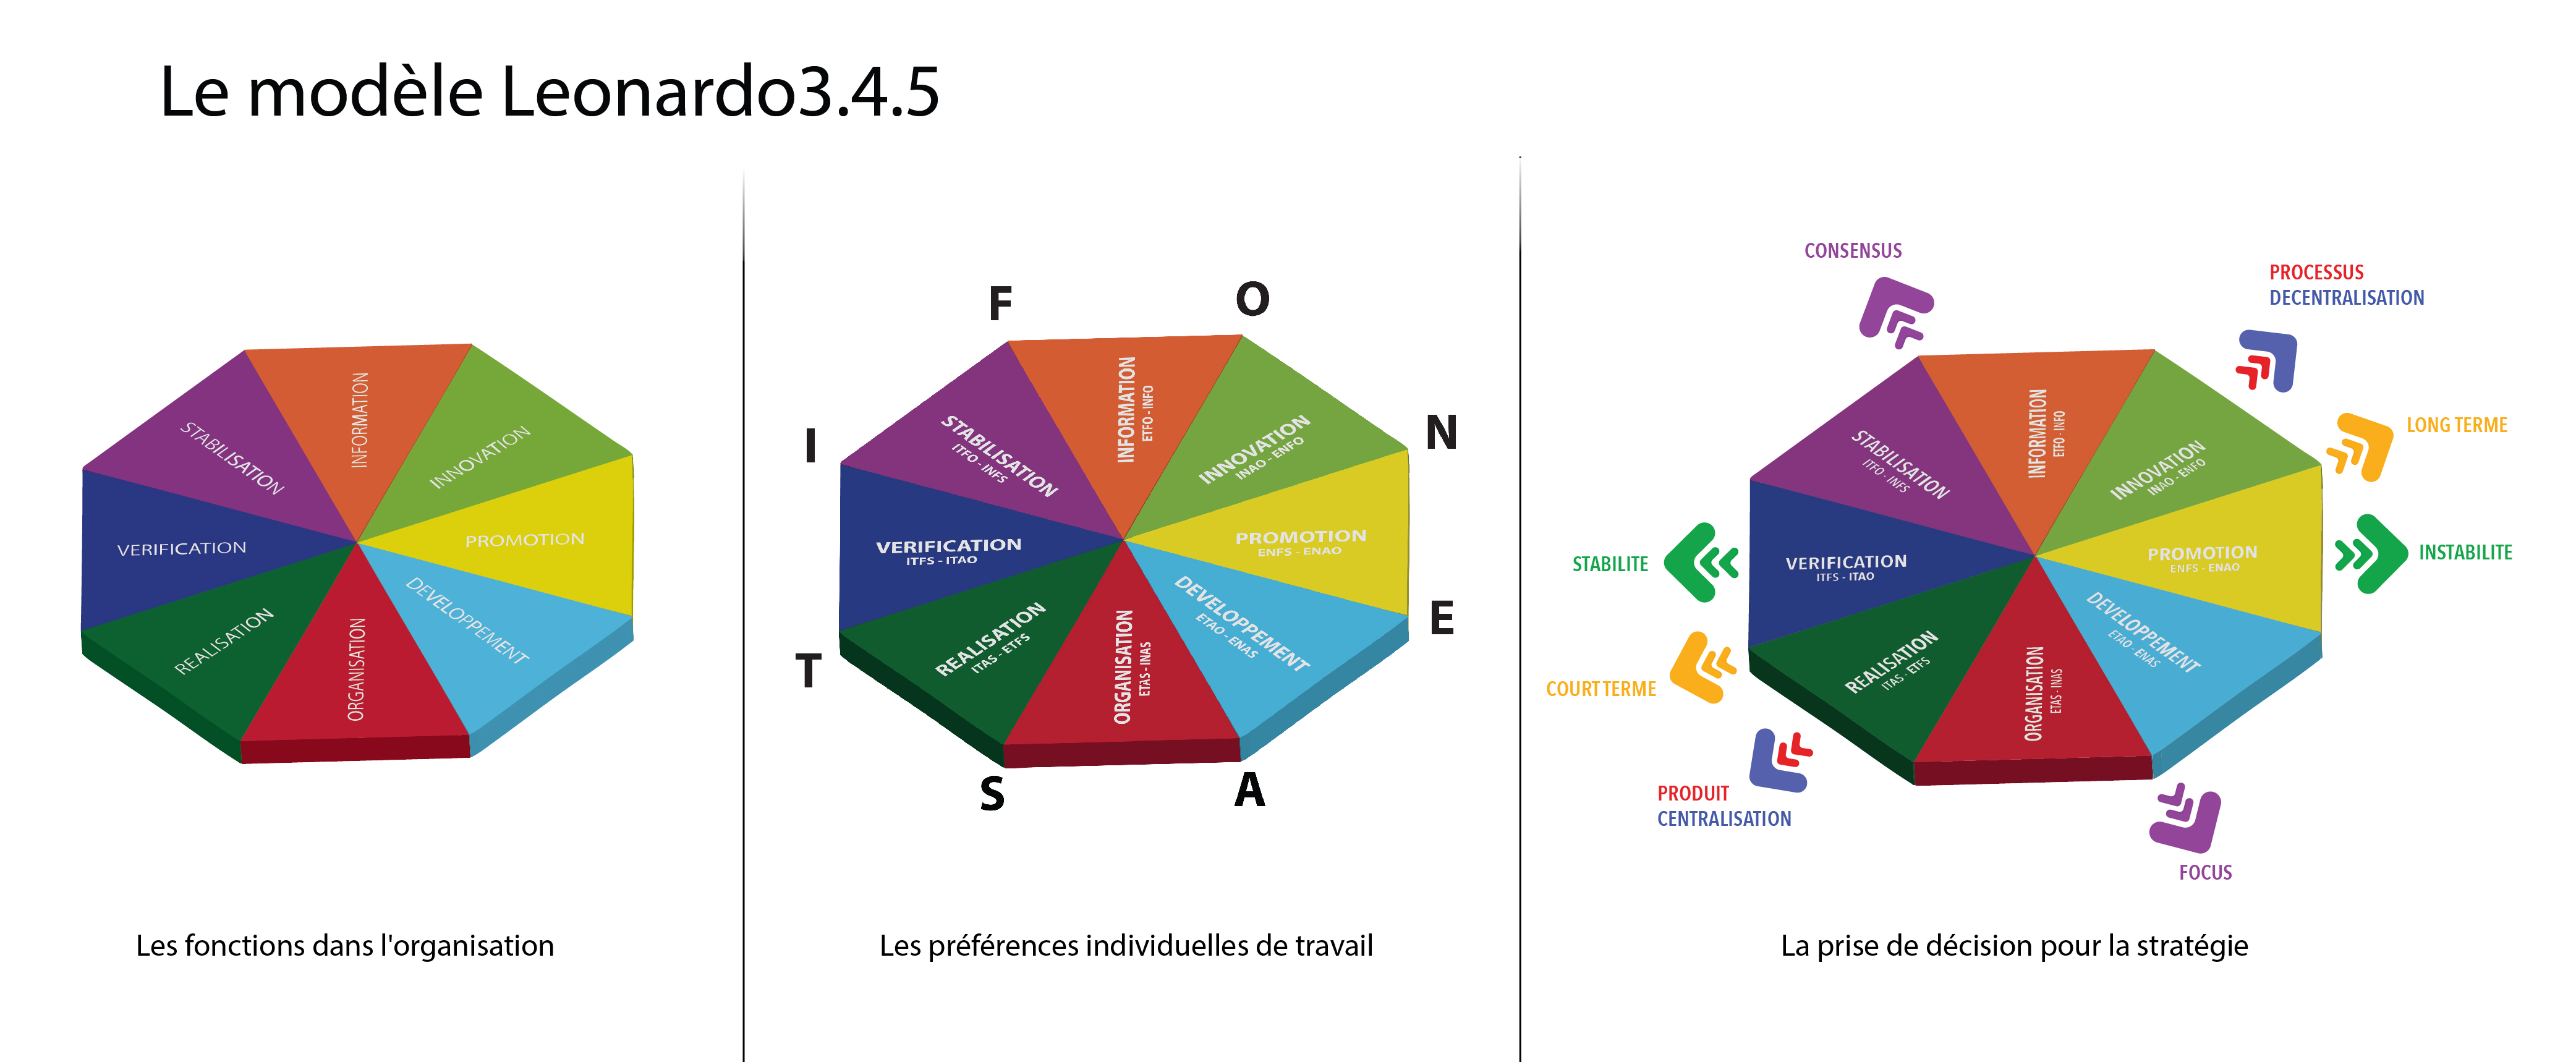 Le modèle Leonardo3.4.5
INFORMATION
STABILISATION
INNOVATION
VERIFICATION
PROMOTION
REALISATION
DEVELOPPEMENT
ORGANISATION
Les fonctions dans l'organisation
F
O
I
N
T
E
S
A
INFORMATION
ETFO - INFO
STABILISATION
ITFO - INFS
INNOVATION
INAO - ENFO
VERIFICATION
ITFS - ITAO
PROMOTION
ENFS - ENAO
REALISATION
ITAS - ETFS
DEVELOPPEMENT
ETAO - ENAS
ORGANISATION
ETAS - INAS
Les préférences individuelles de travail
CONSENSUS
PROCESSUS
DECENTRALISATION
LONG TERME
STABILITE
INSTABILITE
COURT TERME
PRODUIT
CENTRALISATION
FOCUS
INFORMATION
ETFO - INFO
STABILISATION
ITFO - INFS
INNOVATION
INAO - ENFO
VERIFICATION
ITFS - ITAO
PROMOTION
ENFS - ENAO
REALISATION
ITAS - ETFS
DEVELOPPEMENT
ETAO - ENAS
ORGANISATION
ETAS - INAS
La prise de décision pour la stratégie